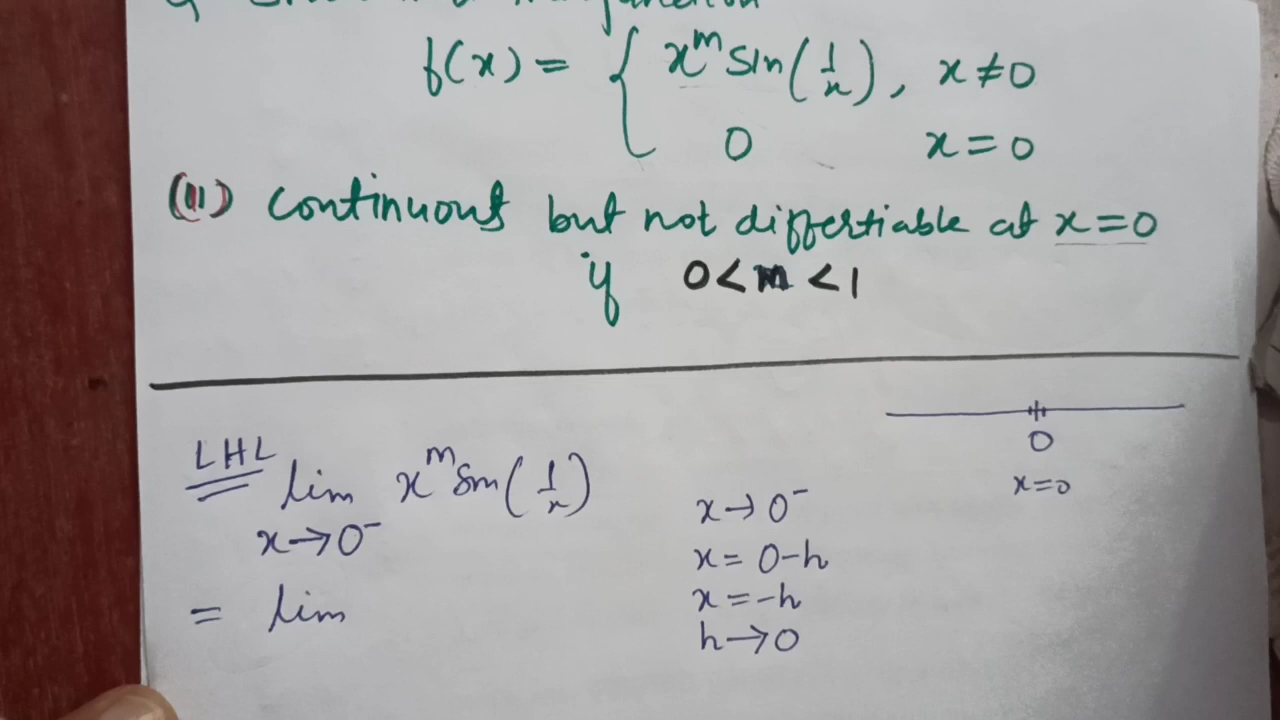 f(x) = { x^m sin(1/x), x ≠ 0
0 x = 0
(ii) continuous but not differtiable at x = 0
if 0 < m < 1
LHL
lim x^m sin(1/x)
x → 0⁻
= lim
0
x = 0
x → 0⁻
x = 0 - h
x = -h
h → 0